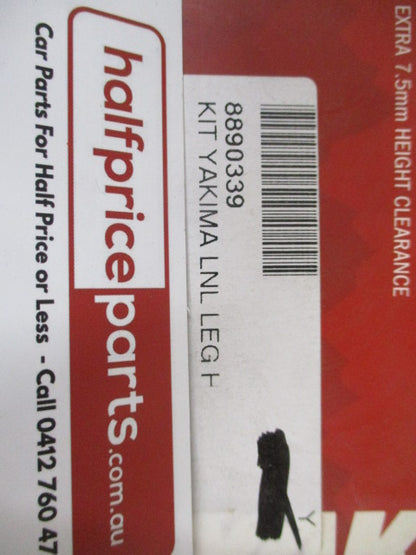 EXTRA 7.5mm HEIGHT CLEARANCE
8890339
KIT YAKIMA LNL LEG H
Y
halfpriceparts.com.au
Car Parts For Half Price or Less - Call 0412 760 47